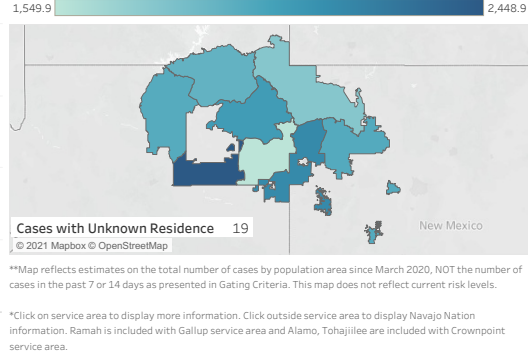 1,549.9 2,448.9
New Mexico
Cases with Unknown Residence 19
© 2021 Mapbox © OpenStreetMap
**Map reflects estimates on the total number of cases by population area since March 2020, NOT the number of
cases in the past 7 or 14 days as presented in Gating Criteria. This map does not reflect current risk levels.
*Click on service area to display more information. Click outside service area to display Navajo Nation
information. Ramah is included with Gallup service area and Alamo, Tohajiilee are included with Crownpoint
service area.